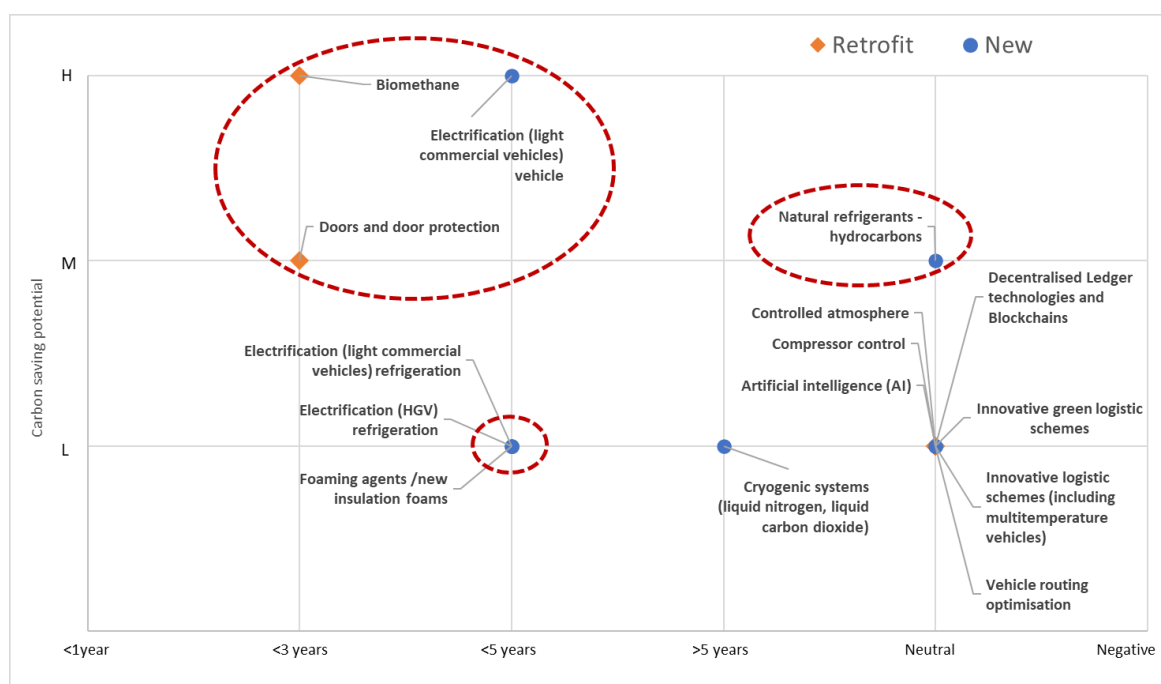 Retrofit
New
H
Biomethane
Electrification (light
commercial vehicles)
vehicle
Doors and door protection
Natural refrigerants -
hydrocarbons
M
Decentralised Ledger
technologies and
Blockchains
Controlled atmosphere
Compressor control
Artificial intelligence (AI)
Electrification (light commercial
vehicles) refrigeration
Electrification (HGV)
refrigeration
Foaming agents /new
insulation foams
Innovative green logistic
schemes
Carbon saving potential
L
Cryogenic systems
(liquid nitrogen, liquid
carbon dioxide)
Innovative logistic
schemes (including
multitemperature
vehicles)
Vehicle routing
optimisation
<1year
<3 years
<5 years
>5 years
Neutral
Negative